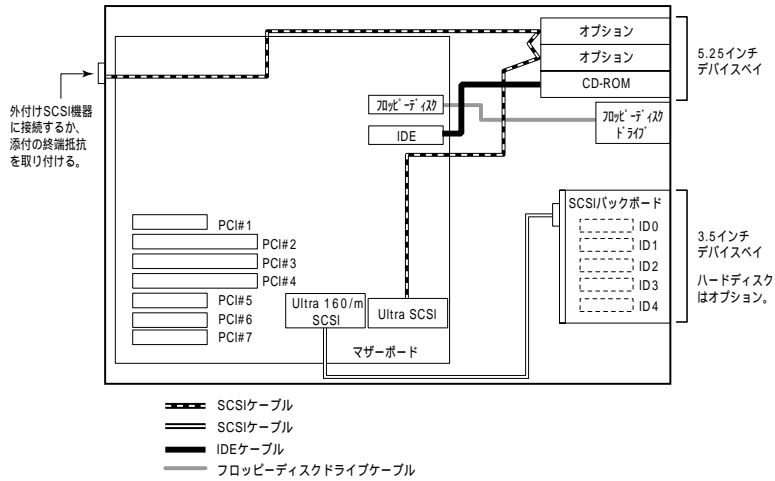 オプション
オプション
CD-ROM
5.25インチ
デバイスベイ
外付けSCSI機器
に接続するか、
添付の終端抵抗
を取り付ける。
フロッピーディスク
IDE
フロッピーディスク
ドライブ
SCSIバックボード
ID0
ID1
ID2
ID3
ID4
3.5インチ
デバイスベイ
ハードディスク
はオプション。
PCI#1
PCI#2
PCI#3
PCI#4
PCI#5
PCI#6
PCI#7
Ultra 160/m
SCSI
Ultra SCSI
マザーボード
SCSIケーブル
SCSIケーブル
IDEケーブル
フロッピーディスクドライブケーブル